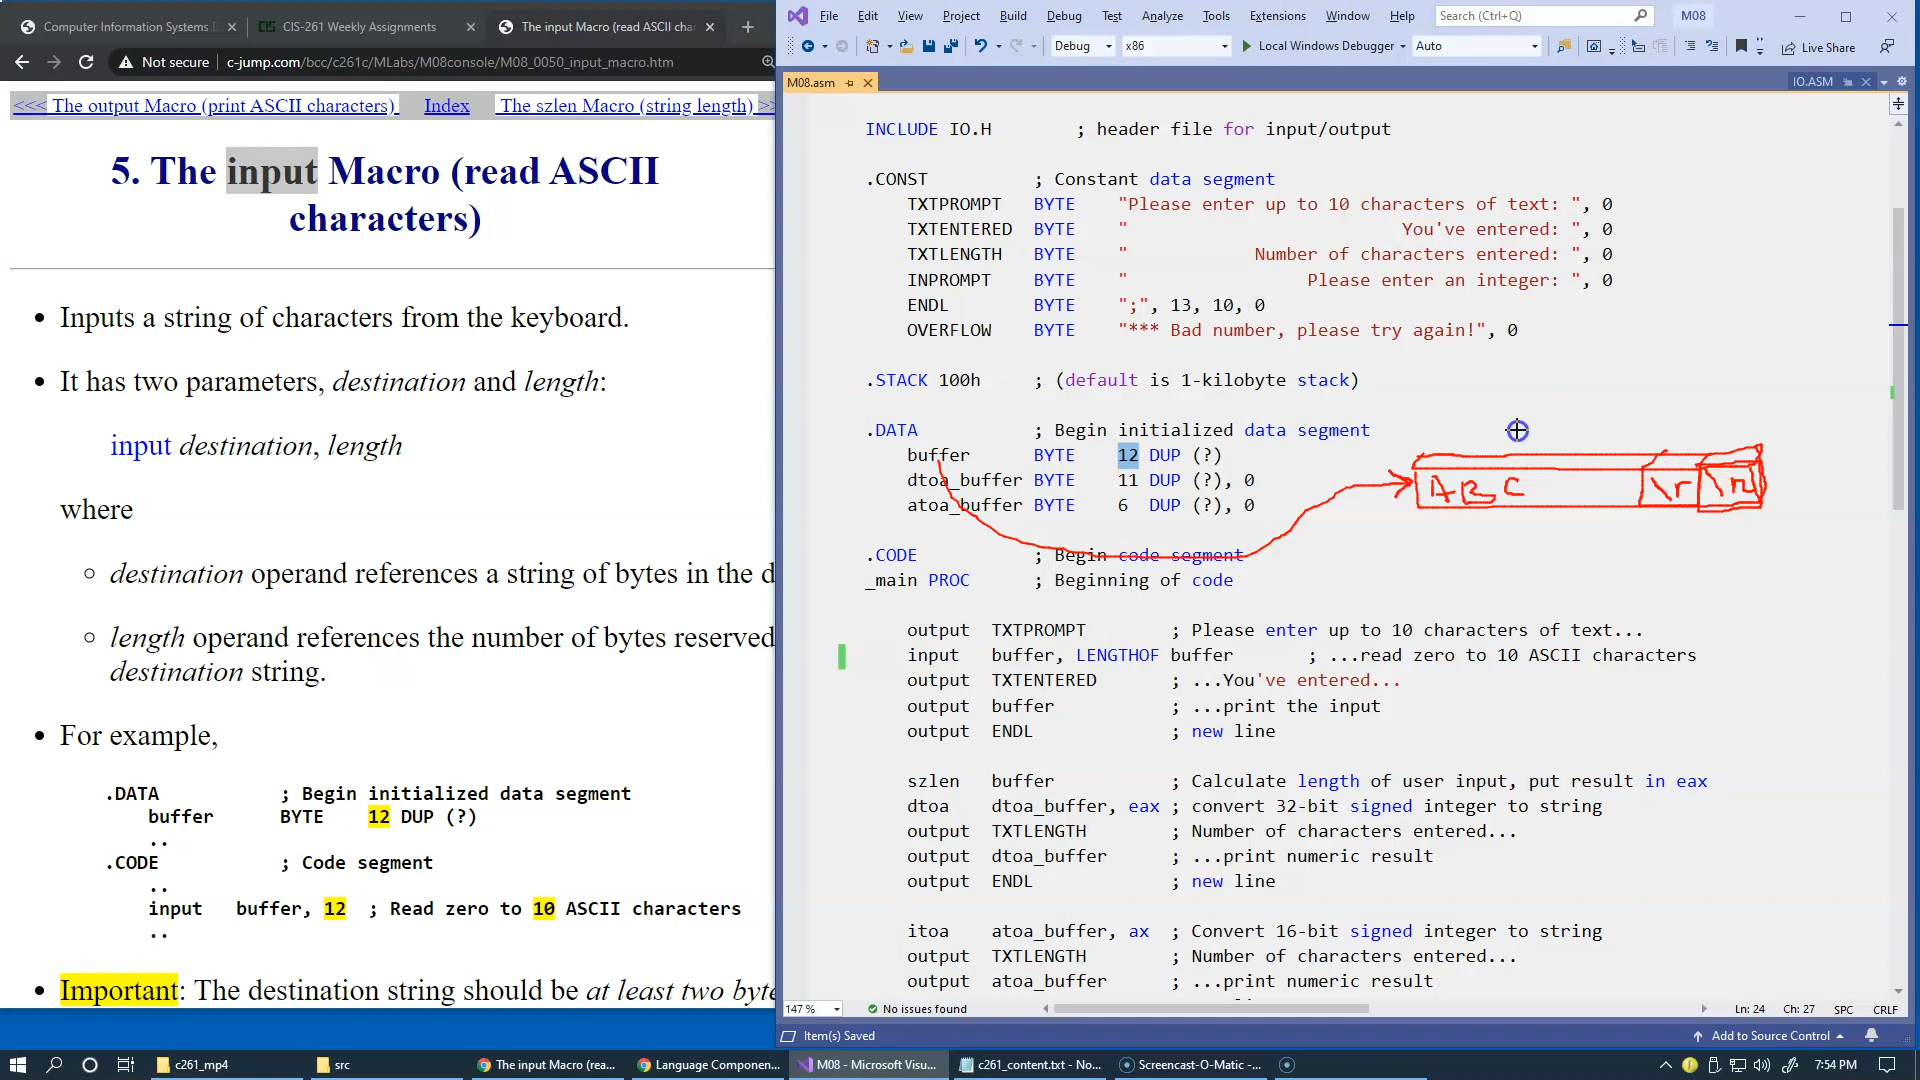 Computer Information Systems D
CIS-261 Weekly Assignments
The input Macro (read ASCII char
Not secure
c-jump.com/bcc/c261c/MLabs/M08console/M08_0050_input_macro.htm
<<< The output Macro (print ASCII characters)
Index
The szlen Macro (string length) >>
5. The input Macro (read ASCII
characters)
• Inputs a string of characters from the keyboard.
• It has two parameters, destination and length:
input destination, length
where
destination operand references a string of bytes in the d
length operand references the number of bytes reserved
destination string.
• For example,
.DATA ; Begin initialized data segment
buffer BYTE 12 DUP (?)
..
.CODE ; Code segment
..
input buffer, 12 ; Read zero to 10 ASCII characters
..
• Important: The destination string should be at least two byte
File Edit View Project Build Debug Test Analyze Tools Extensions Window Help
Search (Ctrl+Q)
M08
Debug
x86
Local Windows Debugger
Auto
Live Share
M08.asm
IO.ASM
INCLUDE IO.H ; header file for input/output
.CONST ; Constant data segment
TXTPROMPT BYTE "Please enter up to 10 characters of text: ", 0
TXTENTERED BYTE " You've entered: ", 0
TXTLENGTH BYTE " Number of characters entered: ", 0
INPROMPT BYTE " Please enter an integer: ", 0
ENDL BYTE ";", 13, 10, 0
OVERFLOW BYTE "*** Bad number, please try again!", 0
.STACK 100h ; (default is 1-kilobyte stack)
.DATA ; Begin initialized data segment
buffer BYTE 12 DUP (?)
dtoa_buffer BYTE 11 DUP (?), 0
atoa_buffer BYTE 6 DUP (?), 0
A B C \r \n
.CODE ; Begin code segment
_main PROC ; Beginning of code
output TXTPROMPT ; Please enter up to 10 characters of text...
input buffer, LENGTHOF buffer ; ...read zero to 10 ASCII characters
output TXTENTERED ; ...You've entered...
output buffer ; ...print the input
output ENDL ; new line
szlen buffer ; Calculate length of user input, put result in eax
dtoa dtoa_buffer, eax ; convert 32-bit signed integer to string
output TXTLENGTH ; Number of characters entered...
output dtoa_buffer ; ...print numeric result
output ENDL ; new line
itoa atoa_buffer, ax ; Convert 16-bit signed integer to string
output TXTLENGTH ; Number of characters entered...
output atoa_buffer ; ...print numeric result
147 %
No issues found
Ln: 24 Ch: 27 SPC CRLF
Item(s) Saved
Add to Source Control
c261_mp4
src
The input Macro (rea...
Language Componen...
M08 - Microsoft Visu...
c261_content.txt - No...
Screencast-O-Matic -...
7:54 PM